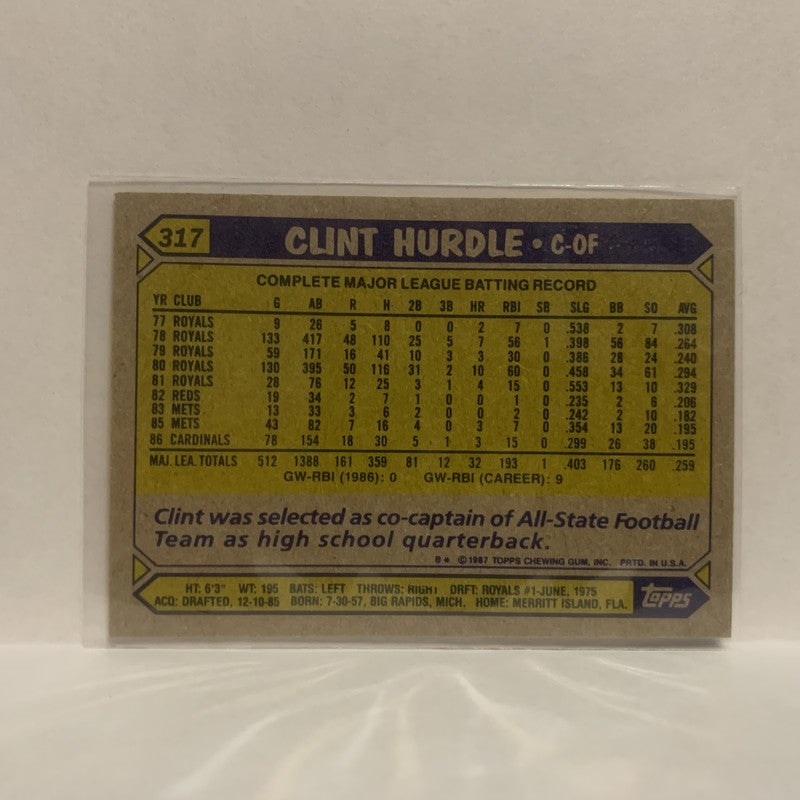 317 CLINT HURDLE • C-OF
COMPLETE MAJOR LEAGUE BATTING RECORD
YR CLUB G AB R H 2B 3B HR RBI SB SLG BB SO AVG
77 ROYALS 9 26 5 8 0 0 2 7 0 .538 2 7 .308
78 ROYALS 133 417 48 110 25 5 7 56 1 .398 56 84 .264
79 ROYALS 59 171 16 41 10 3 3 30 0 .386 28 24 .240
80 ROYALS 130 395 50 116 31 2 10 60 0 .458 34 61 .294
81 ROYALS 28 76 12 25 3 1 4 15 0 .553 13 10 .329
82 REDS 19 34 2 7 1 0 0 1 0 .235 2 6 .206
83 METS 13 33 3 6 2 0 0 2 0 .242 2 10 .182
85 METS 43 82 7 16 4 0 3 7 0 .354 13 20 .195
86 CARDINALS 78 154 18 30 5 1 3 15 0 .299 26 38 .195
MAJ. LEA. TOTALS 512 1388 161 359 81 12 32 193 1 .403 176 260 .259
GW-RBI (1986): 0 GW-RBI (CAREER): 9
Clint was selected as co-captain of All-State Football
Team as high school quarterback.
B* ©1987 TOPPS CHEWING GUM, INC. PRTD. IN U.S.A.
HT: 6'3" WT: 195 BATS: LEFT THROWS: RIGHT DRFT: ROYALS #1-JUNE, 1975
ACQ: DRAFTED, 12-10-85 BORN: 7-30-57, BIG RAPIDS, MICH. HOME: MERRITT ISLAND, FLA.
TOPPS